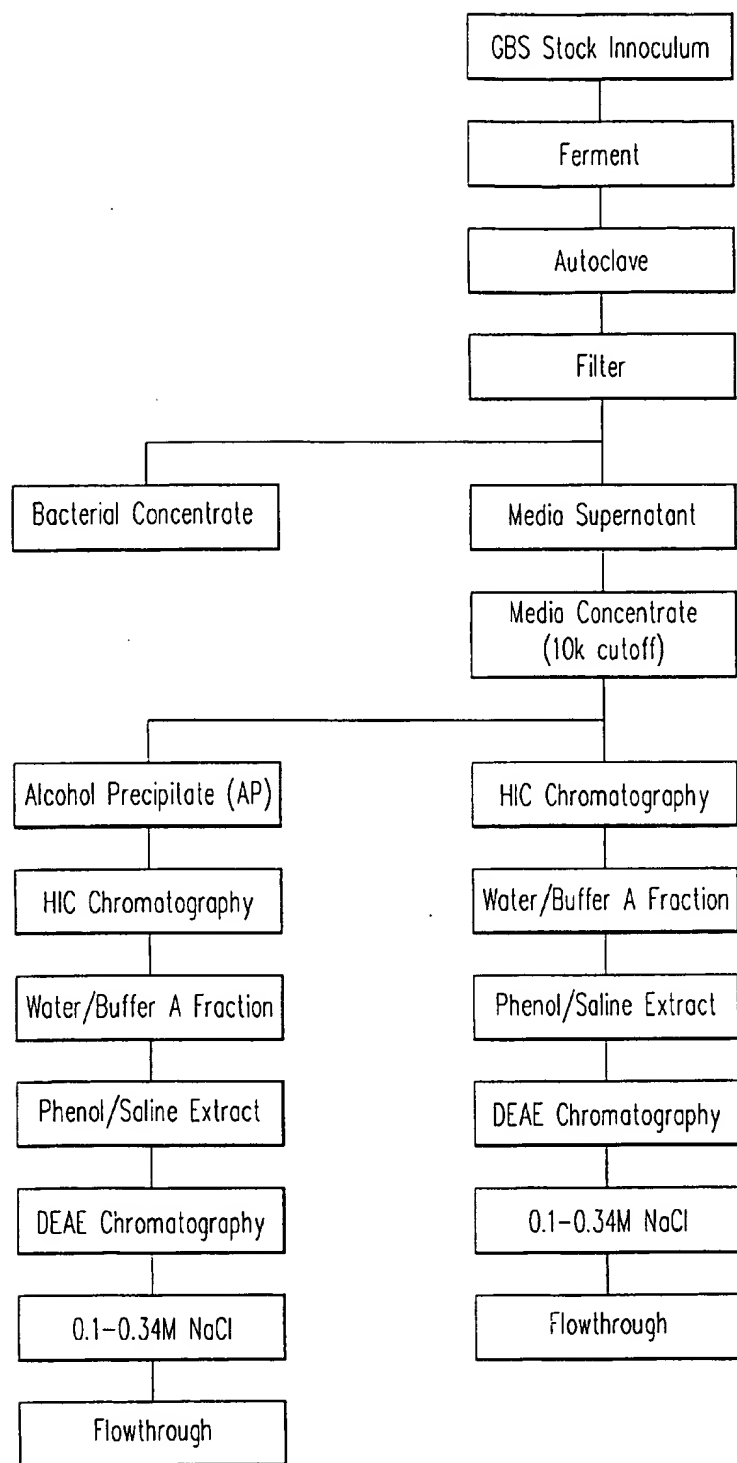 GBS Stock Innoculum
Ferment
Autoclave
Filter
Bacterial Concentrate
Media Supernatant
Media Concentrate
(10k cutoff)
Alcohol Precipitate (AP)
HIC Chromatography
HIC Chromatography
Water/Buffer A Fraction
Water/Buffer A Fraction
Phenol/Saline Extract
Phenol/Saline Extract
DEAE Chromatography
DEAE Chromatography
0.1-0.34M NaCl
0.1-0.34M NaCl
Flowthrough
Flowthrough